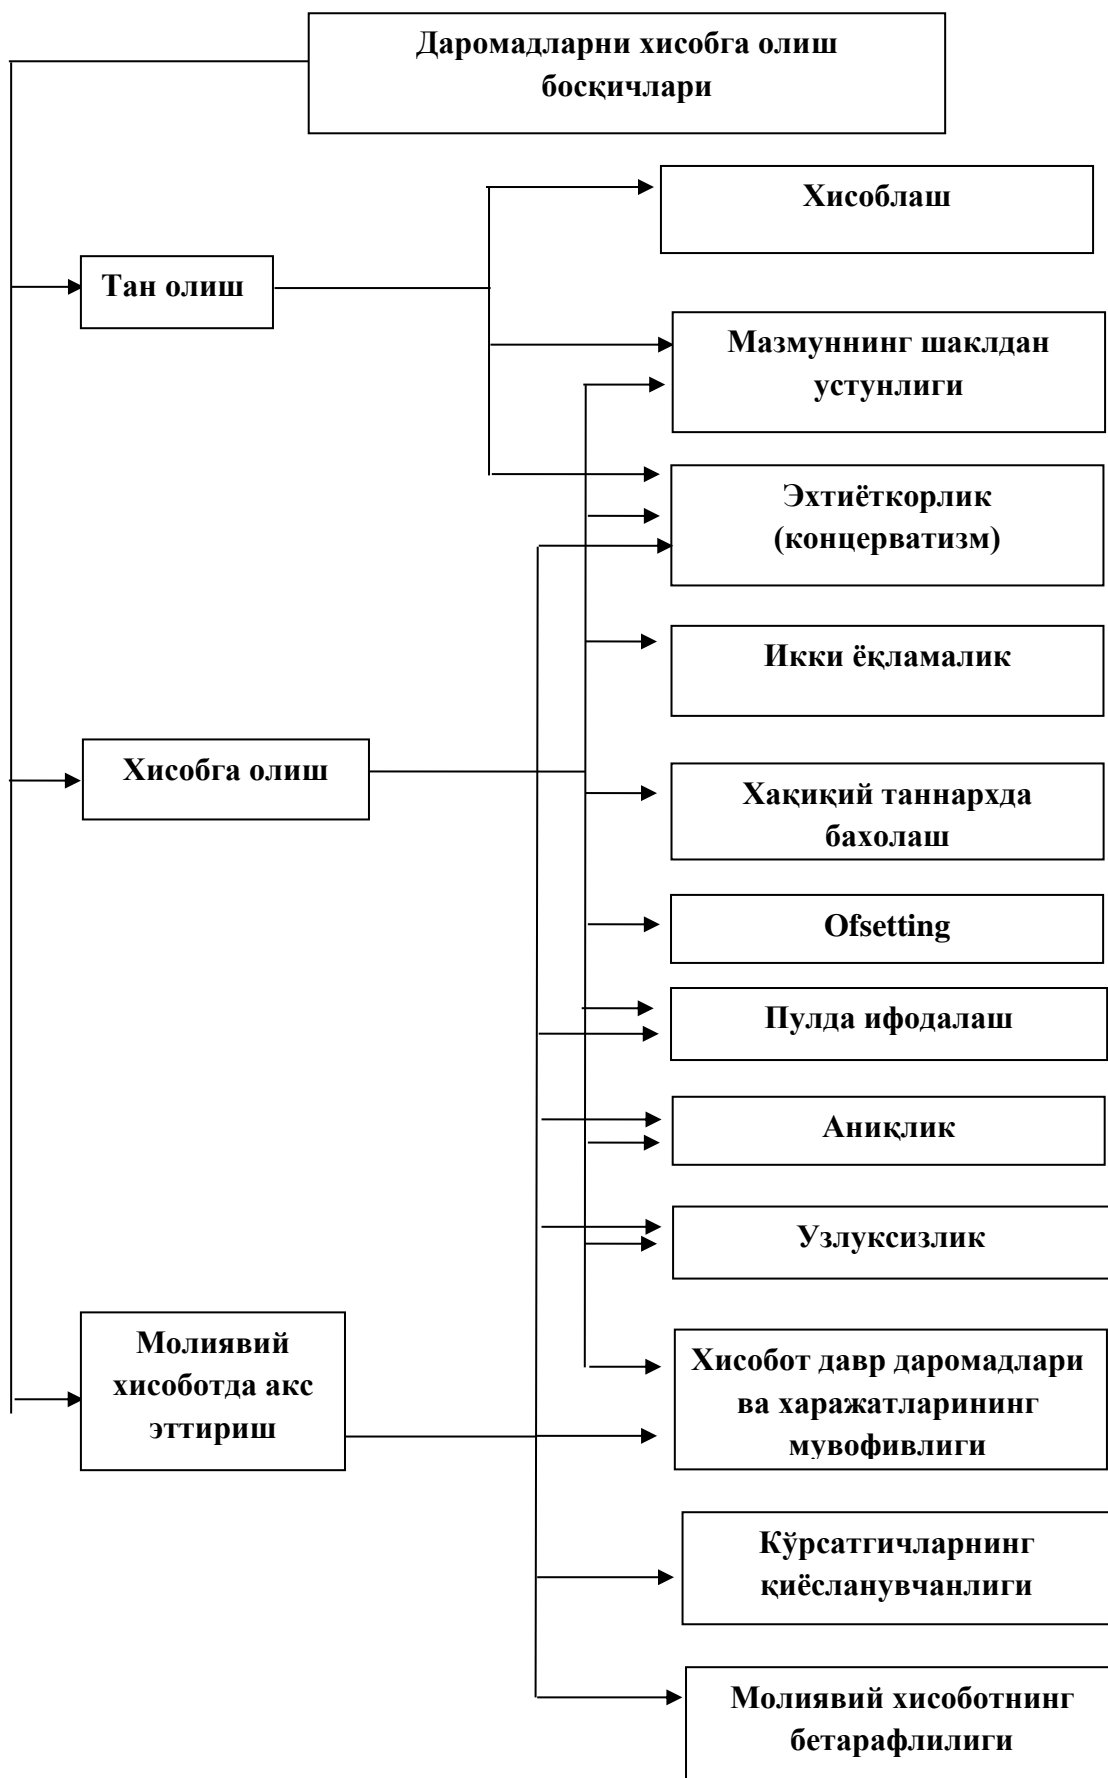 Даромадларни хисобга олиш
босқичлари
Хисоблаш
Тан олиш
Мазмуннинг шаклдан
устунлиги
Эхтиёткорлик
(концерватизм)
Икки ёқламалик
Хисобга олиш
Хақиқий таннархда
бахолаш
Ofsetting
Пулда ифодалаш
Аниқлик
Узлуксизлик
Молиявий
хисоботда акс
эттириш
Хисобот давр даромадлари
ва харажатларининг
мувофивлиги
Кўрсатгичларнинг
қиёсланувчанлиги
Молиявий хисоботнинг
бетарафлилиги